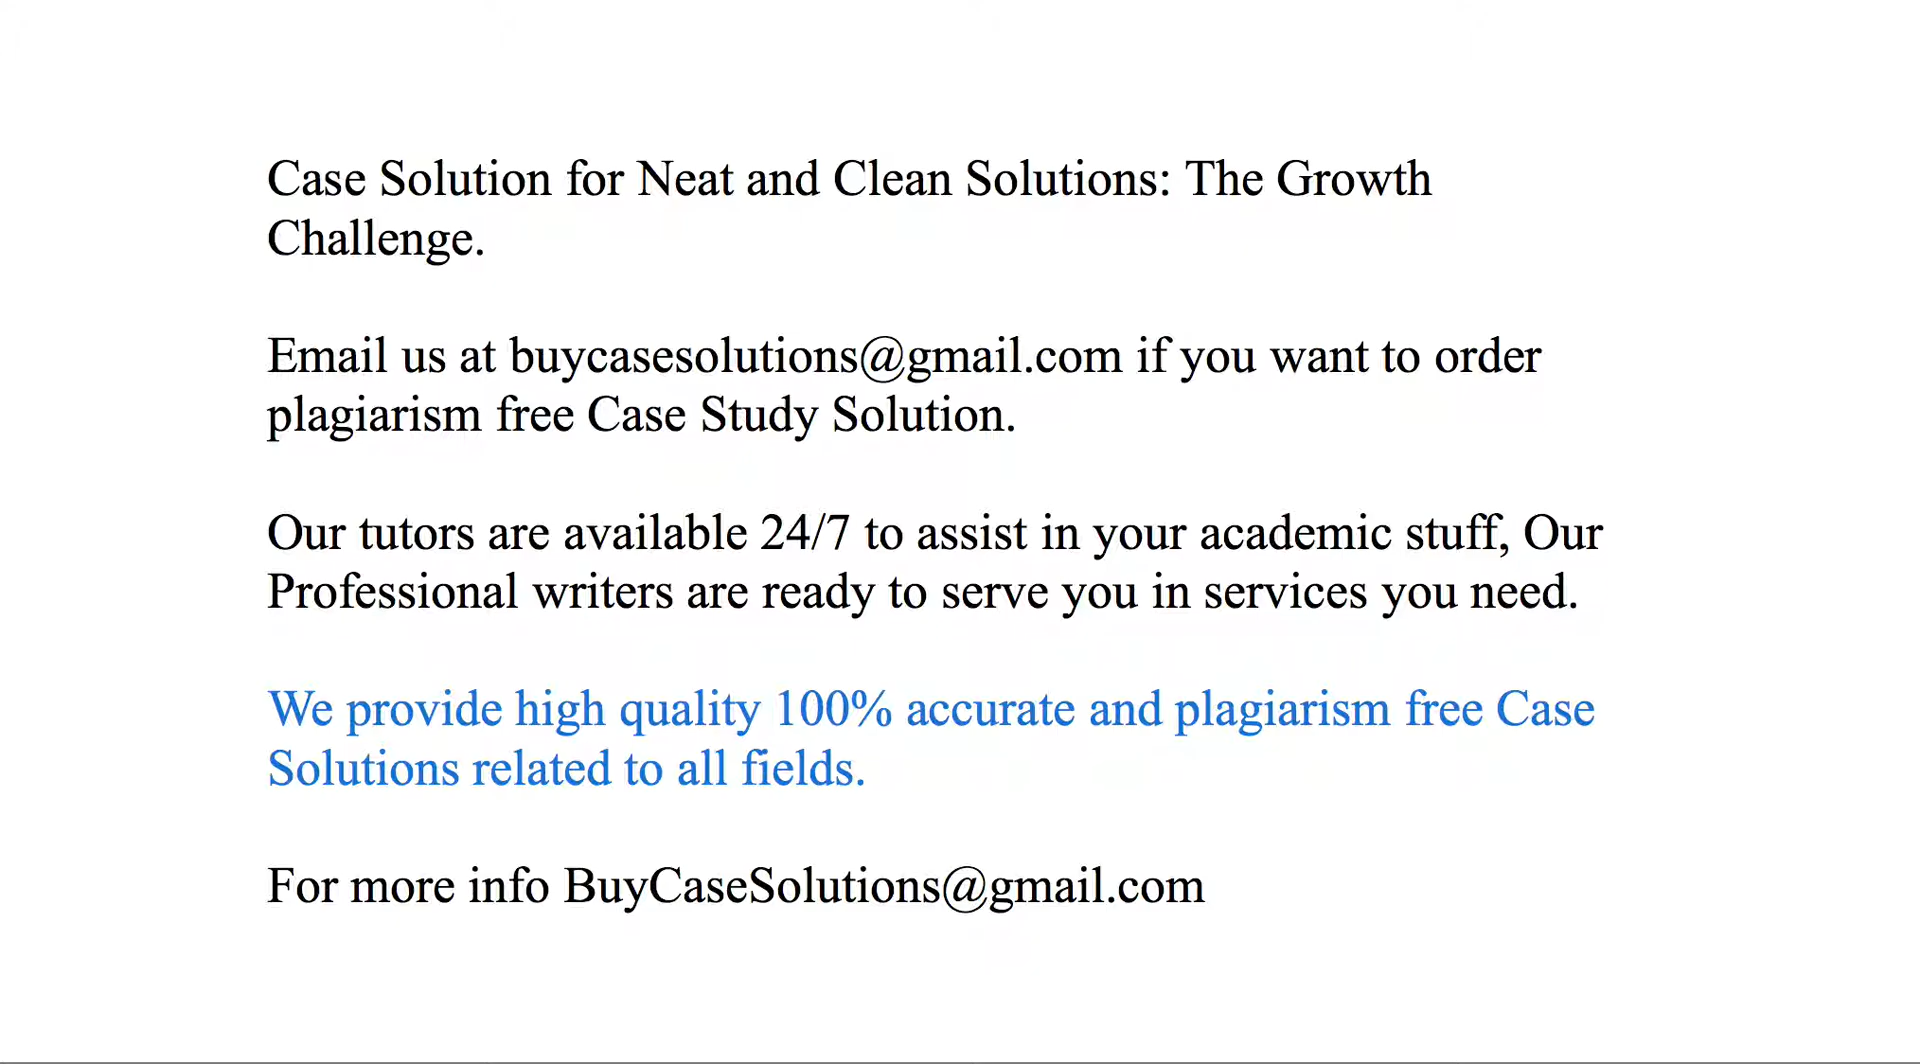 Case Solution for Neat and Clean Solutions: The Growth
Challenge.
Email us at buycasesolutions@gmail.com if you want to order
plagiarism free Case Study Solution.
Our tutors are available 24/7 to assist in your academic stuff, Our
Professional writers are ready to serve you in services you need.
We provide high quality 100% accurate and plagiarism free Case
Solutions related to all fields.
For more info BuyCaseSolutions@gmail.com